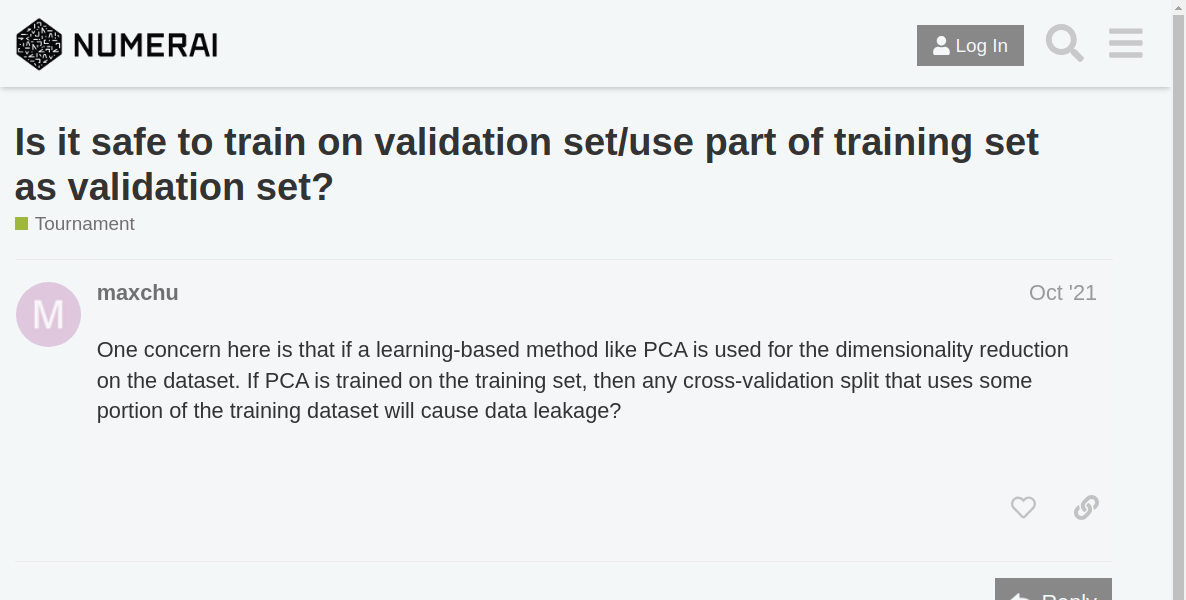 NUMERAI
Log In
Is it safe to train on validation set/use part of training set
as validation set?
Tournament
M
maxchu
Oct '21
One concern here is that if a learning-based method like PCA is used for the dimensionality reduction
on the dataset. If PCA is trained on the training set, then any cross-validation split that uses some
portion of the training dataset will cause data leakage?
Reply